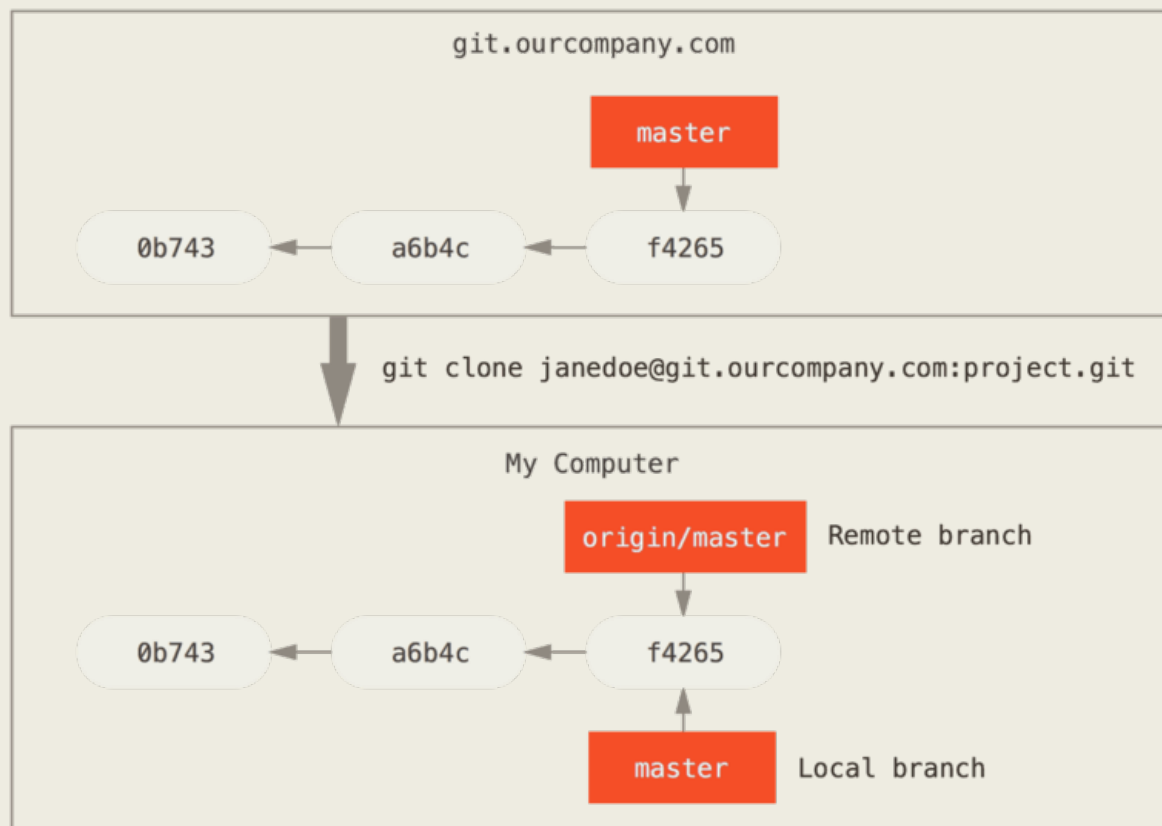 git.ourcompany.com
master
0b743 a6b4c f4265
git clone janedoe@git.ourcompany.com:project.git
My Computer
origin/master Remote branch
0b743 a6b4c f4265
master Local branch